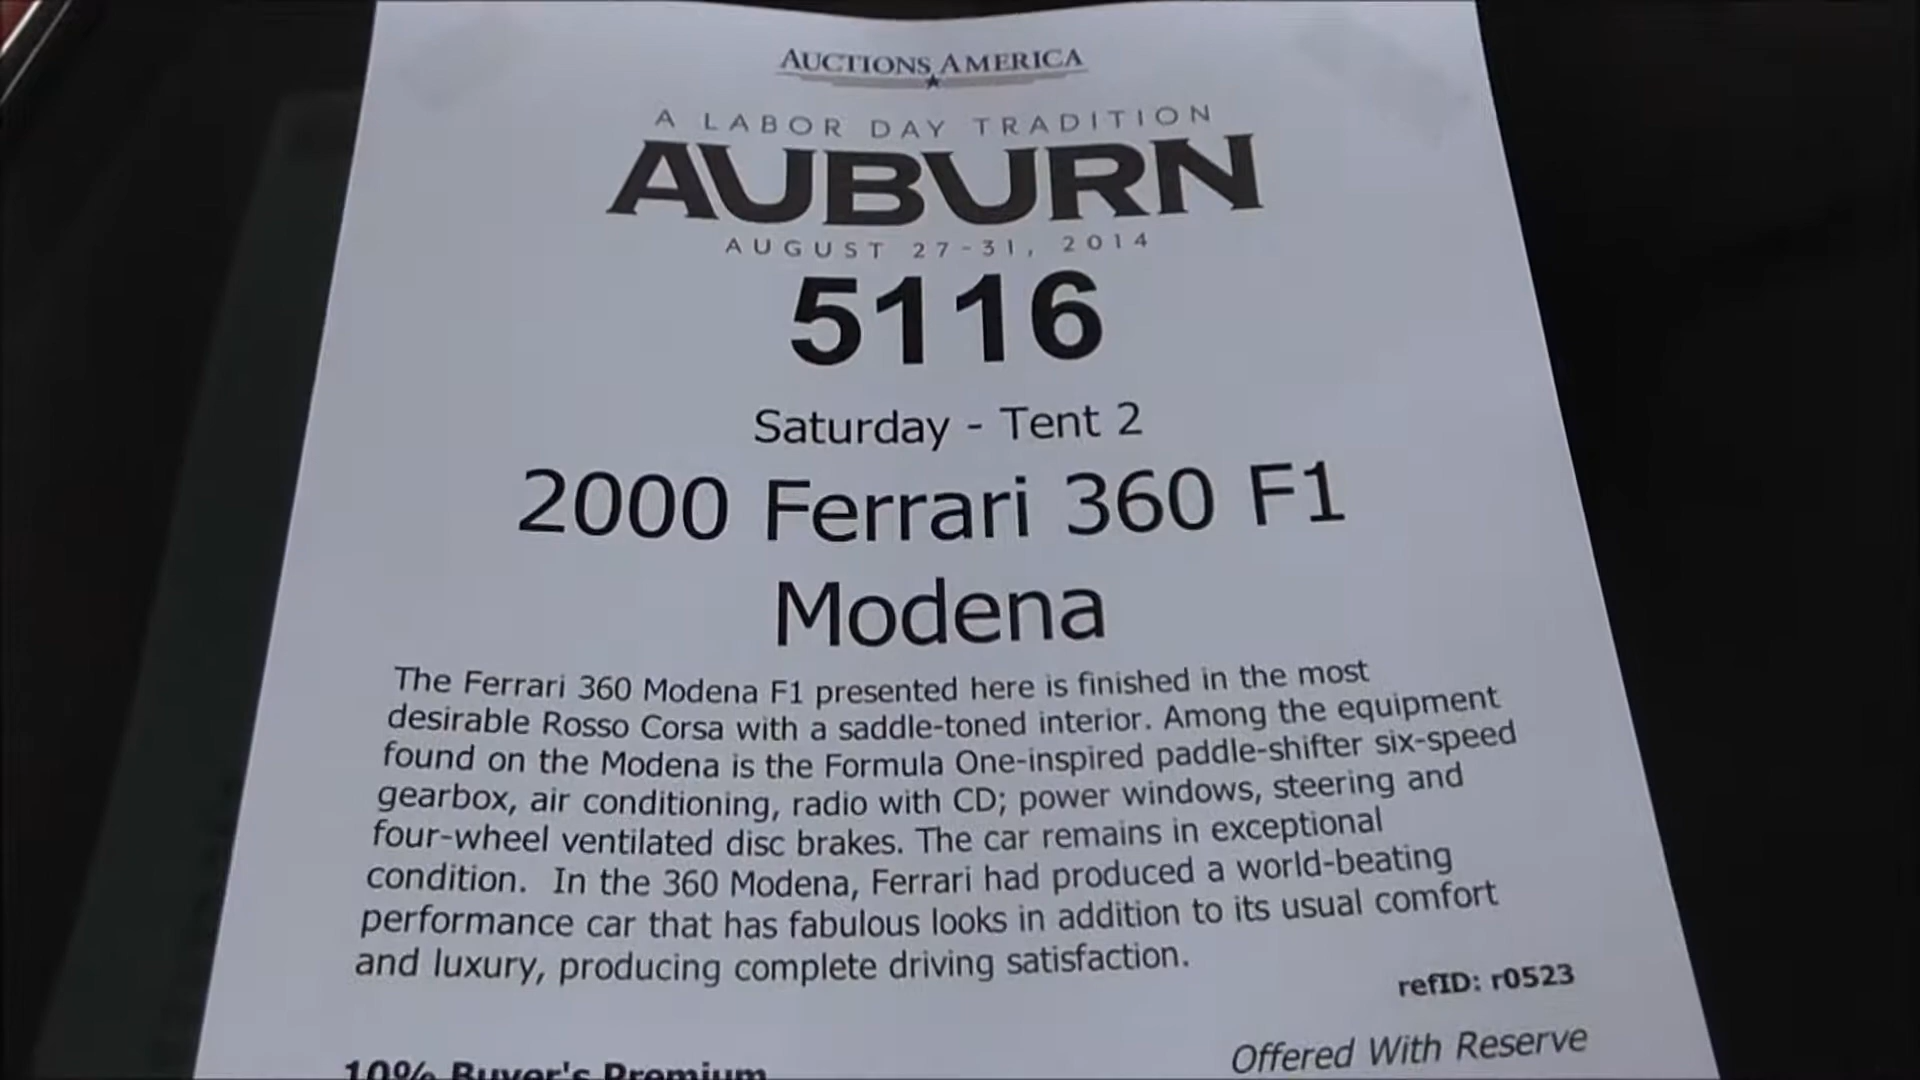 AUCTIONS AMERICA
A LABOR DAY TRADITION
AUBURN
AUGUST 27-31, 2014
5116
Saturday - Tent 2
2000 Ferrari 360 F1
Modena
The Ferrari 360 Modena F1 presented here is finished in the most
desirable Rosso Corsa with a saddle-toned interior. Among the equipment
found on the Modena is the Formula One-inspired paddle-shifter six-speed
gearbox, air conditioning, radio with CD; power windows, steering and
four-wheel ventilated disc brakes. The car remains in exceptional
condition. In the 360 Modena, Ferrari had produced a world-beating
performance car that has fabulous looks in addition to its usual comfort
and luxury, producing complete driving satisfaction.
refID: r0523
Offered With Reserve
10% Buyer's Premium